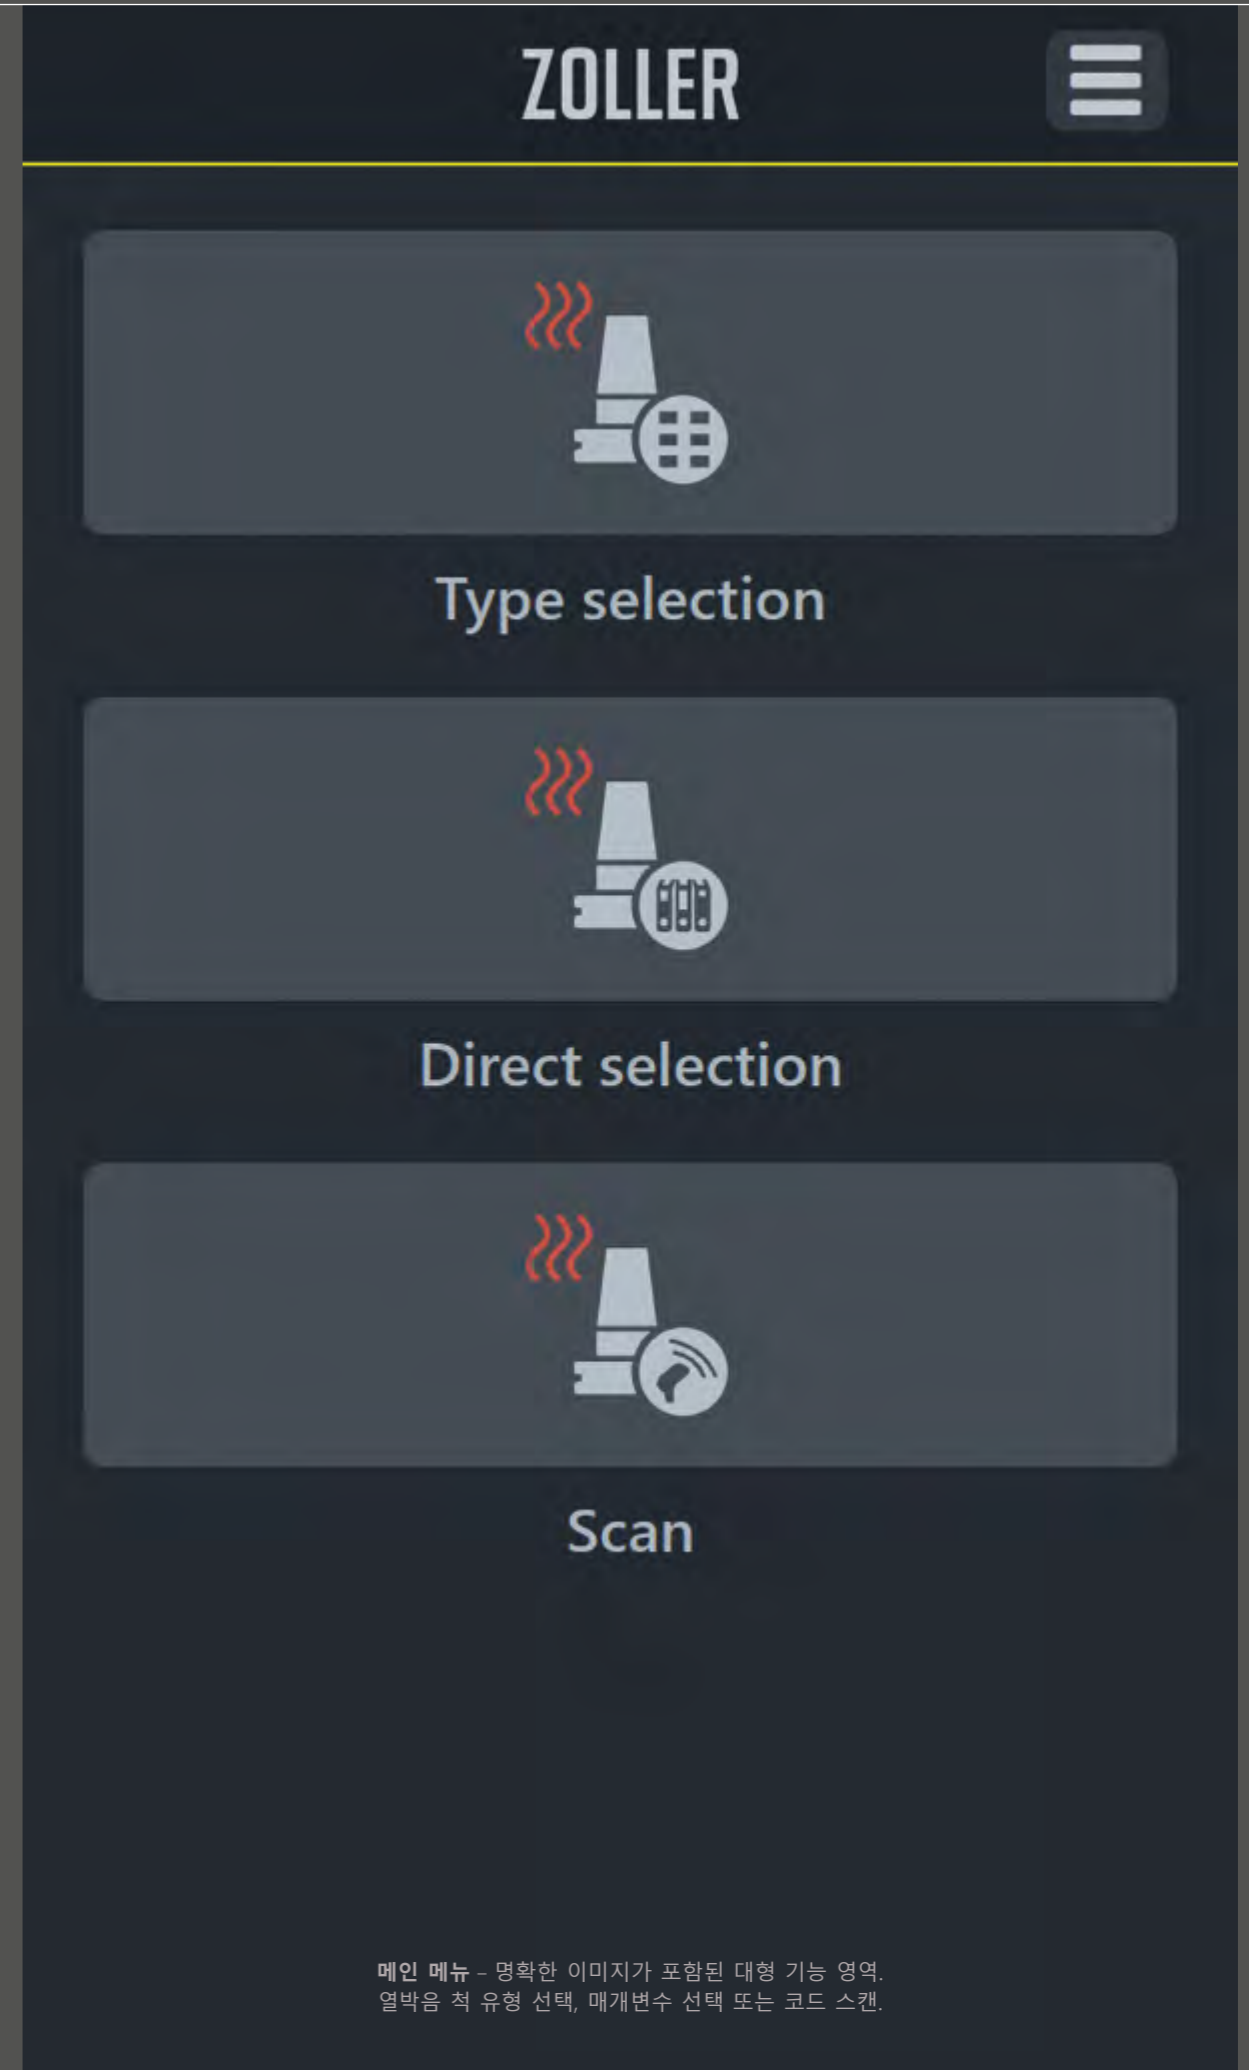 ZOLLER
Type selection
Direct selection
Scan
메인 메뉴 – 명확한 이미지가 포함된 대형 기능 영역.
열박음 척 유형 선택, 매개변수 선택 또는 코드 스캔.